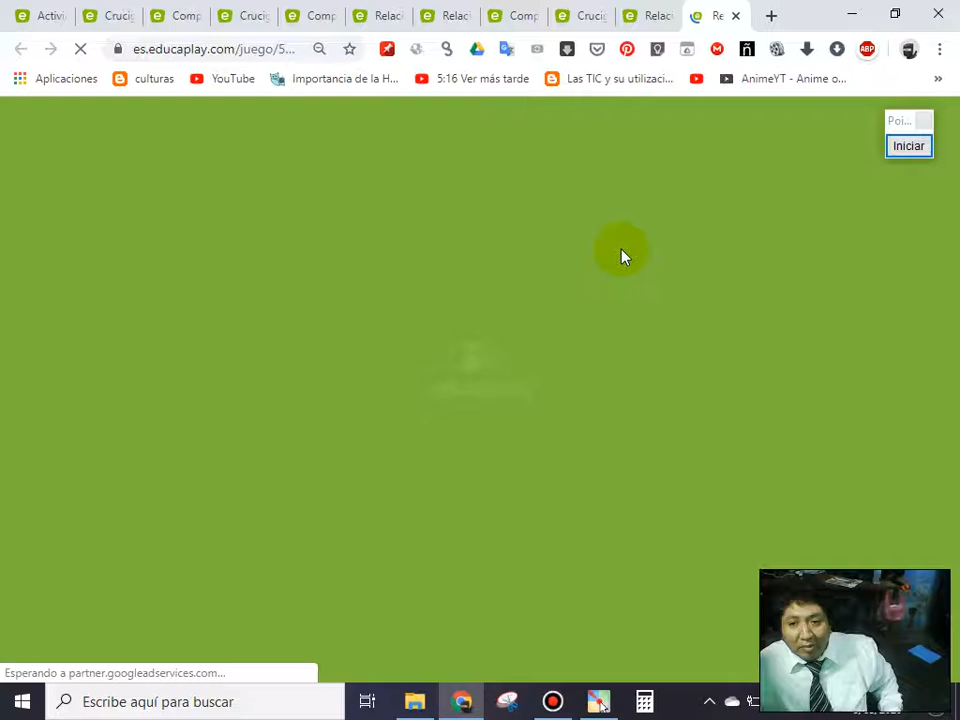 Activi
Crucig
Comp
Crucig
Comp
Relaci
Relaci
Comp
Crucig
Relaci
Re
es.educaplay.com/juego/5...
Aplicaciones
culturas
YouTube
Importancia de la H...
5:16 Ver más tarde
Las TIC y su utilizaci...
AnimeYT - Anime o...
»
Poi...
Iniciar
Esperando a partner.googleadservices.com...
Escribe aquí para buscar